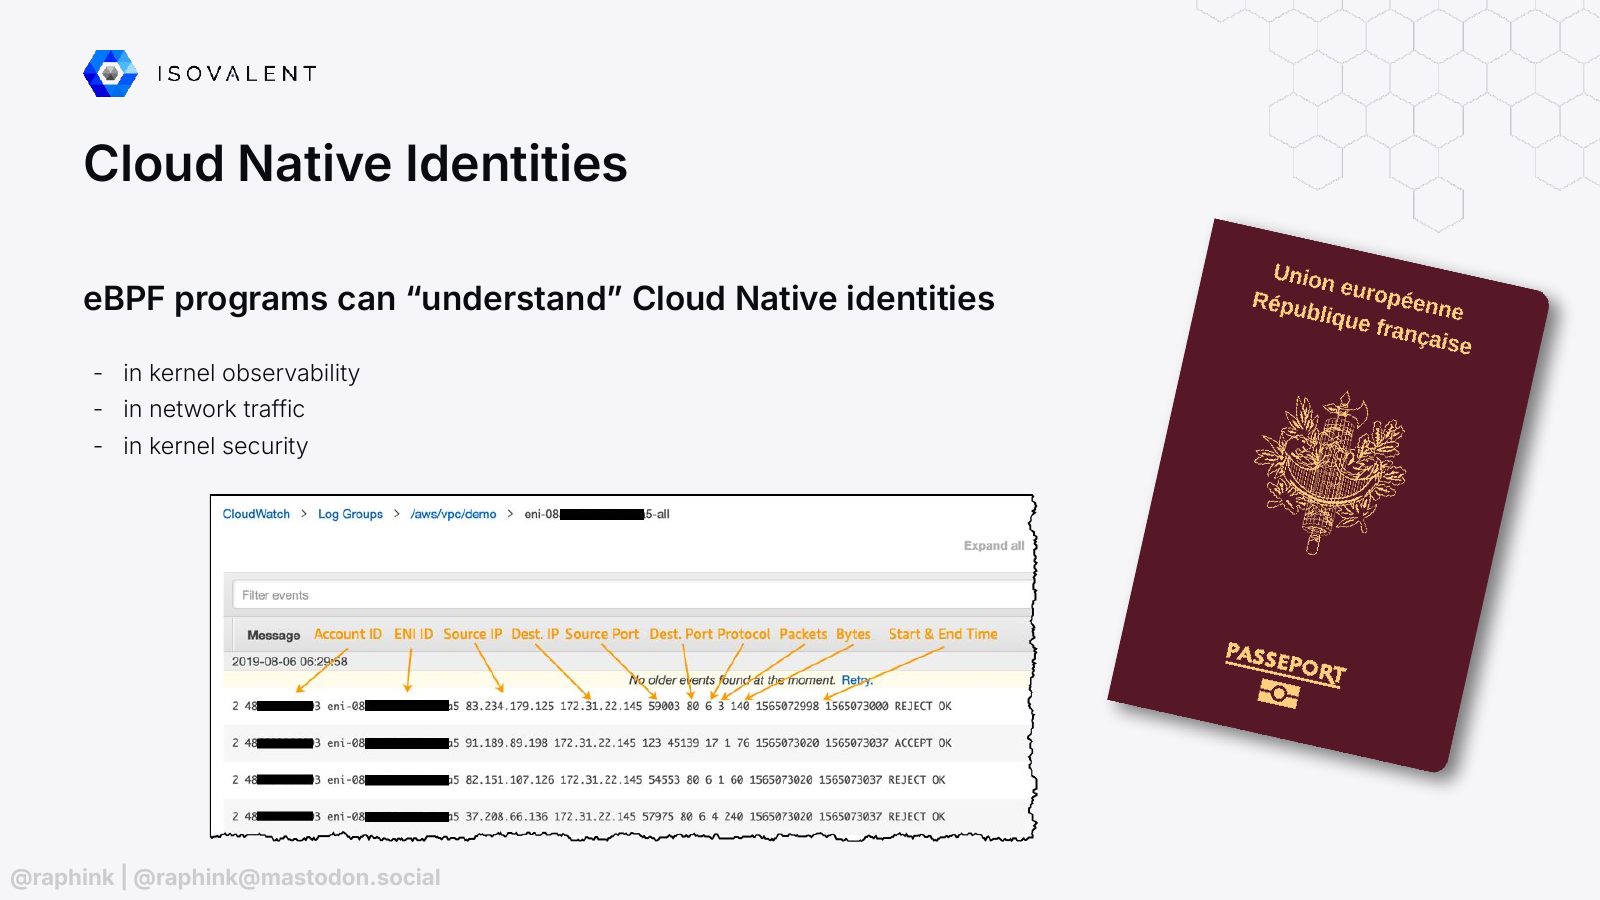 ISOVALENT
Cloud Native Identities
eBPF programs can “understand” Cloud Native identities
- in kernel observability
- in network traffic
- in kernel security
Union européenne
République française
PASSEPORT
CloudWatch > Log Groups > /aws/vpc/demo > eni-08 5-all
Expand all
Filter events
Message Account ID ENI ID Source IP Dest. IP Source Port Dest. Port Protocol Packets Bytes Start & End Time
2019-08-06 06:29:58
No older events found at the moment. Retry.
2 48 3 eni-08 a5 83.234.179.125 172.31.22.145 59003 80 6 3 140 1565072998 1565073000 REJECT OK
2 48 3 eni-08 a5 91.189.89.198 172.31.22.145 123 45139 17 1 76 1565073020 1565073037 ACCEPT OK
2 48 3 eni-08 a5 82.151.107.126 172.31.22.145 54553 80 6 1 60 1565073020 1565073037 REJECT OK
2 48 3 eni-08 a5 37.208.66.136 172.31.22.145 57975 80 6 4 240 1565073020 1565073037 REJECT OK
@raphink | @raphink@mastodon.social